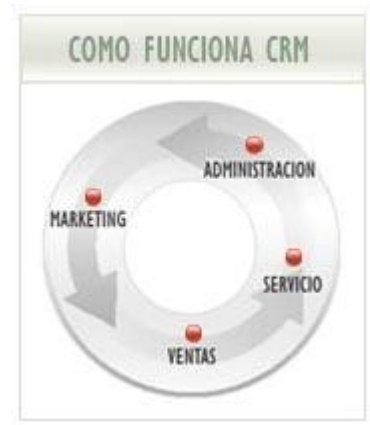 COMO FUNCIONA CRM
ADMINISTRACION
MARKETING
SERVICIO
VENTAS